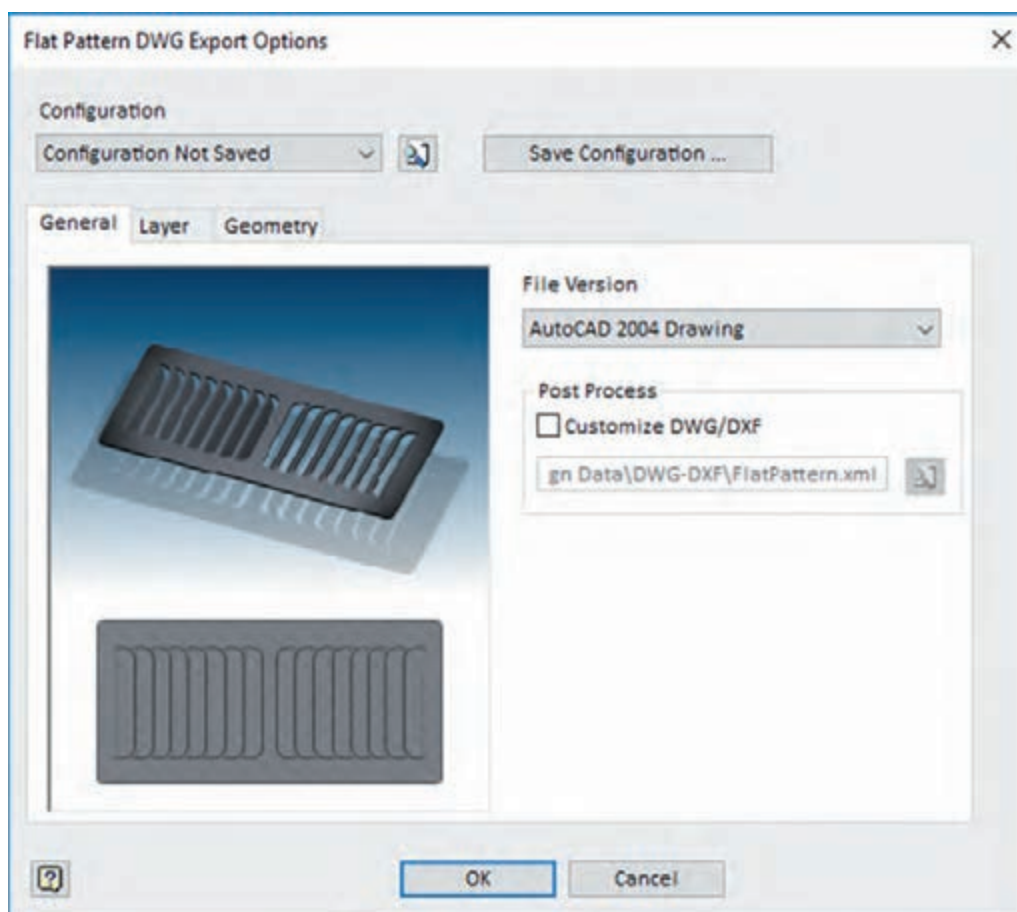 Flat Pattern DWG Export Options
Configuration
Configuration Not Saved
Save Configuration ...
General Layer Geometry
File Version
AutoCAD 2004 Drawing
Post Process
Customize DWG/DXF
gn Data\DWG-DXF\FlatPattern.xml
OK Cancel